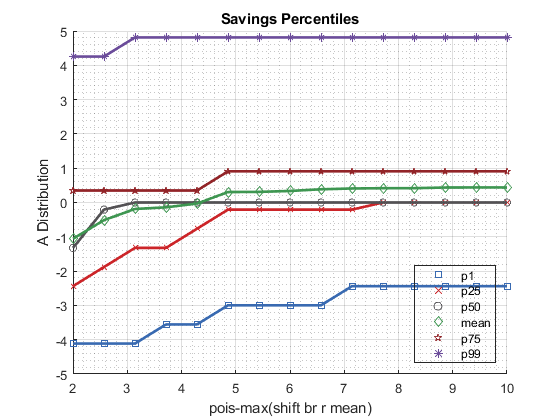 Savings Percentiles
5
4
3
2
1
0
-1
-2
-3
-4
-5
A Distribution
p1
p25
p50
mean
p75
p99
2
3
4
5
6
7
8
9
10
pois-max(shift br r mean)